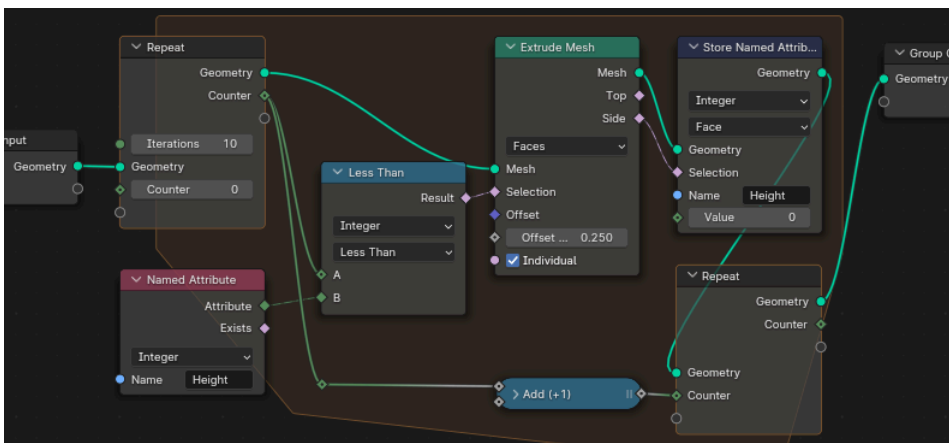 nput
Geometry
Repeat
Geometry
Counter
Iterations 10
Geometry
Counter 0
Named Attribute
Attribute
Exists
Integer
Name Height
Less Than
Result
Integer
Less Than
A
B
Extrude Mesh
Mesh
Top
Side
Faces
Mesh
Selection
Offset
Offset ... 0.250
Individual
Add (+1)
Store Named Attrib...
Geometry
Integer
Face
Geometry
Selection
Name Height
Value 0
Repeat
Geometry
Counter
Geometry
Counter
Group
Geometry